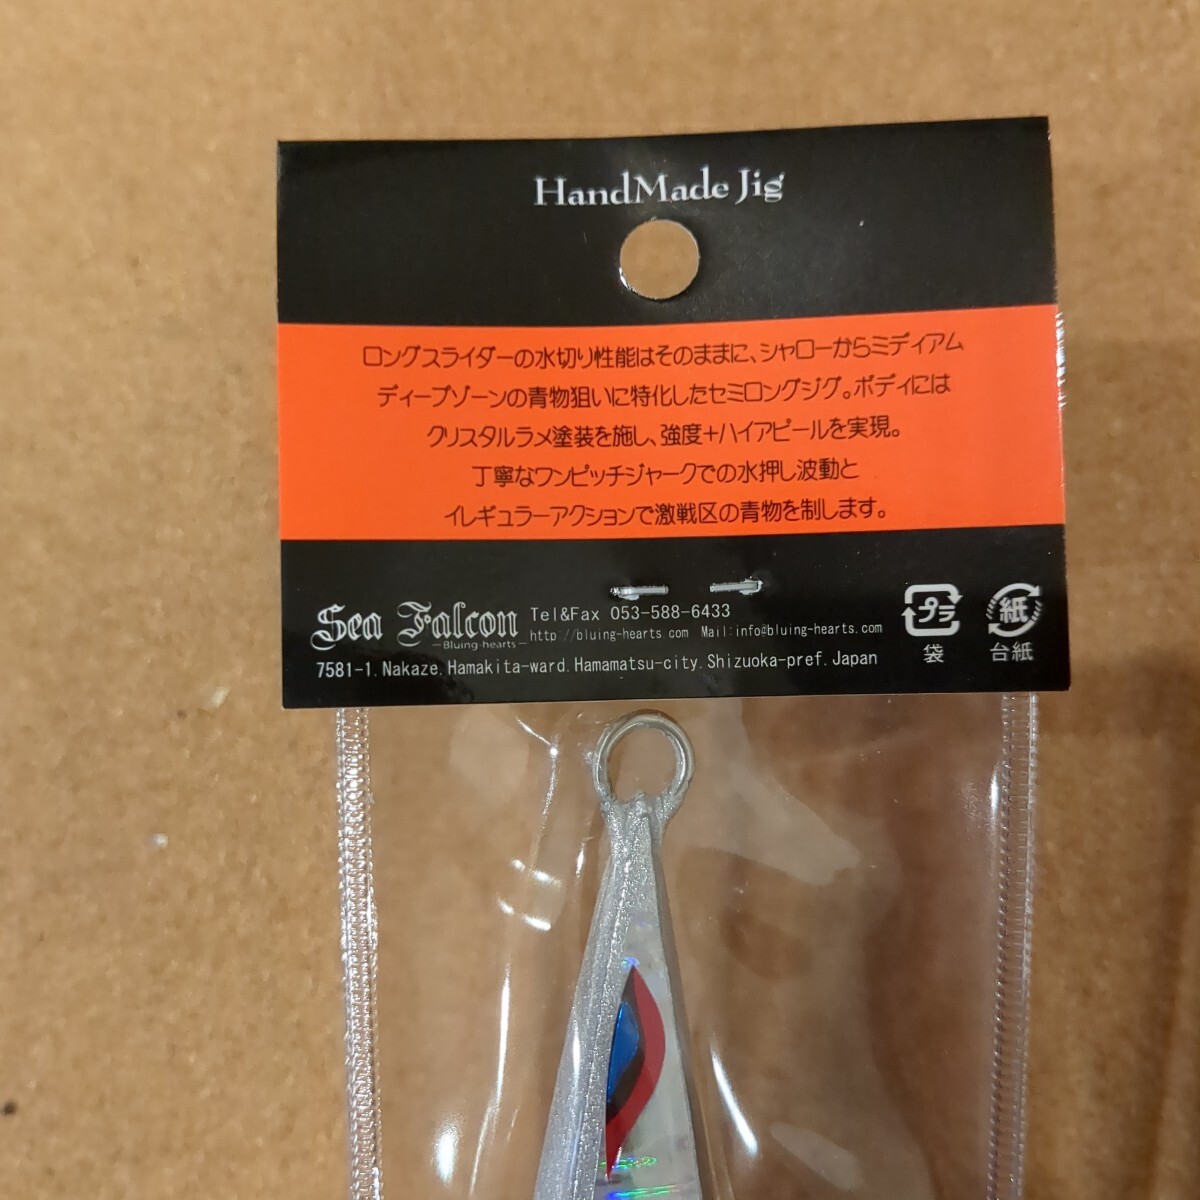 HandMade Jig
ロングスライダーの水切り性能はそのままに、シャローからミディアム
ディープゾーンの青物狙いに特化したセミロングジグ。ボディには
クリスタルラメ塗装を施し、強度+ハイアピールを実現。
丁寧なワンピッチジャークでの水押し波動と
イレギュラーアクションで激戦区の青物を制します。
Sea Falcon
—Bluing-hearts—
Tel&Fax 053-588-6433
http://bluing-hearts com Mail:info@bluing-hearts.com
7581-1. Nakaze. Hamakita-ward. Hamamatsu-city. Shizuoka-pref. Japan
プラ
袋
紙
台紙